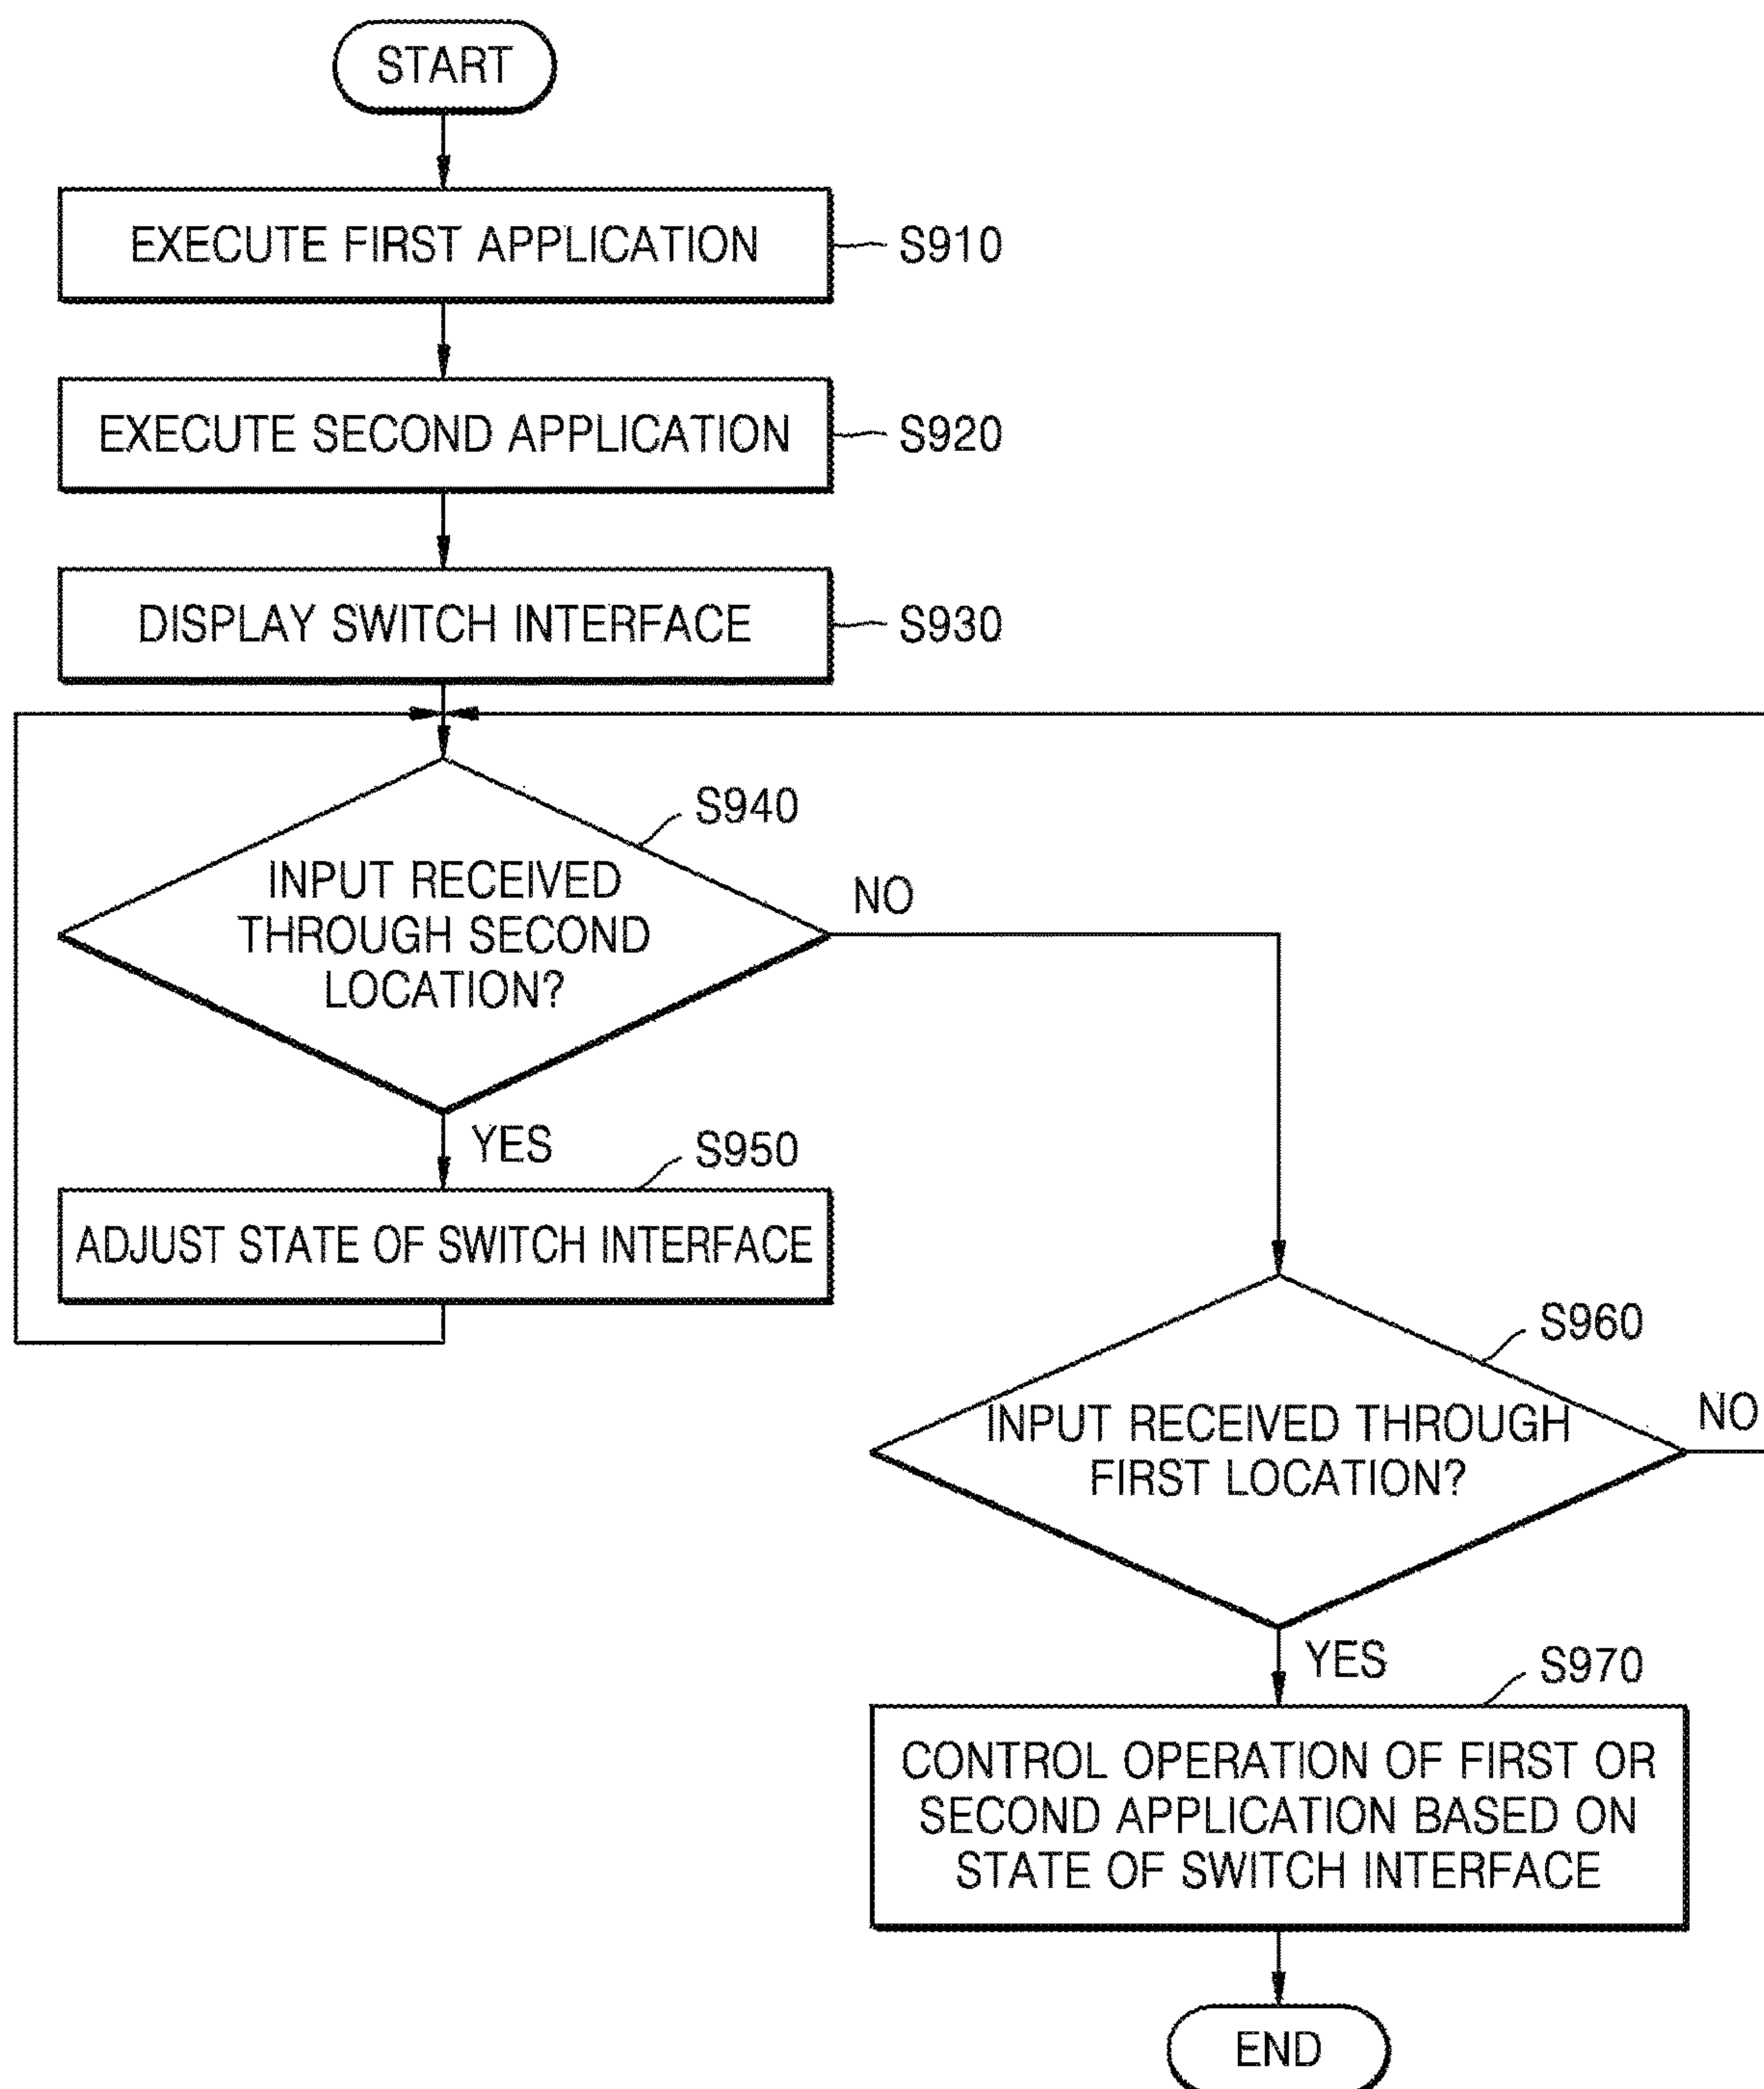 START
EXECUTE FIRST APPLICATION
S910
EXECUTE SECOND APPLICATION
S920
DISPLAY SWITCH INTERFACE
S930
S940
INPUT RECEIVED
THROUGH SECOND
LOCATION?
NO
YES
S950
ADJUST STATE OF SWITCH INTERFACE
S960
INPUT RECEIVED THROUGH
FIRST LOCATION?
NO
YES
S970
CONTROL OPERATION OF FIRST OR
SECOND APPLICATION BASED ON
STATE OF SWITCH INTERFACE
END